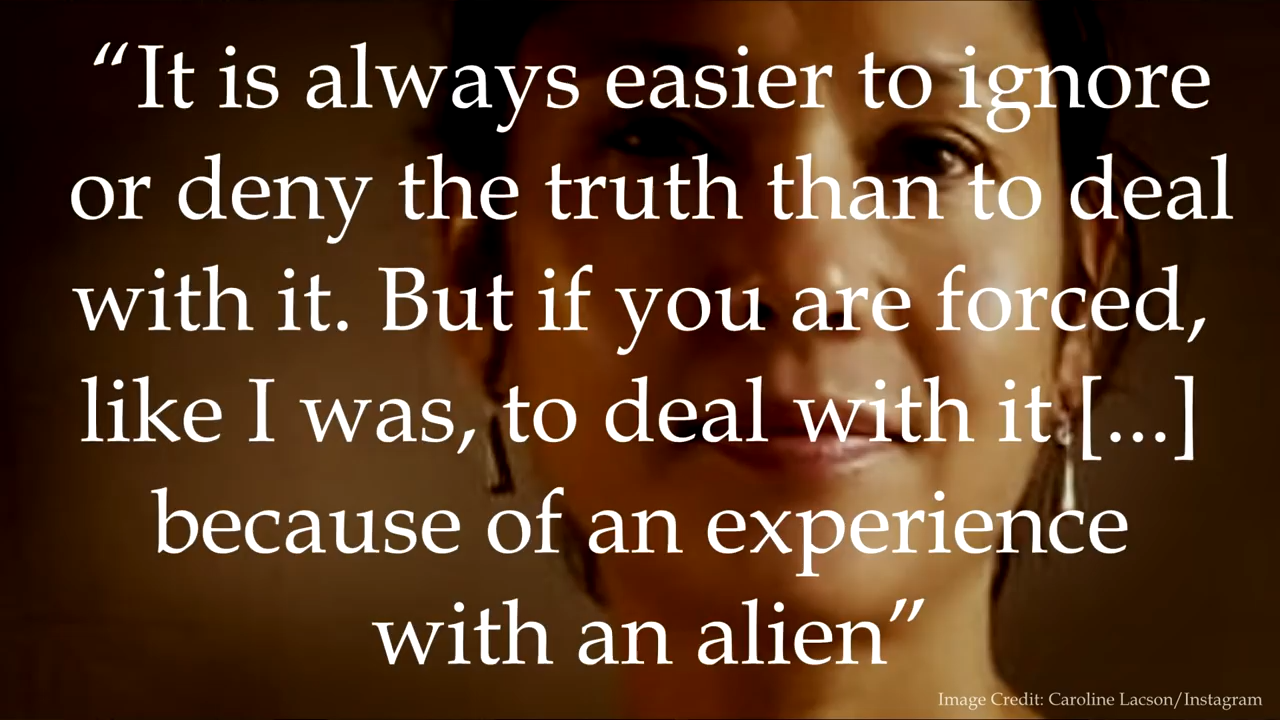 “It is always easier to ignore
or deny the truth than to deal
with it. But if you are forced,
like I was, to deal with it [...]
because of an experience
with an alien”
Image Credit: Caroline Lacson/Instagram